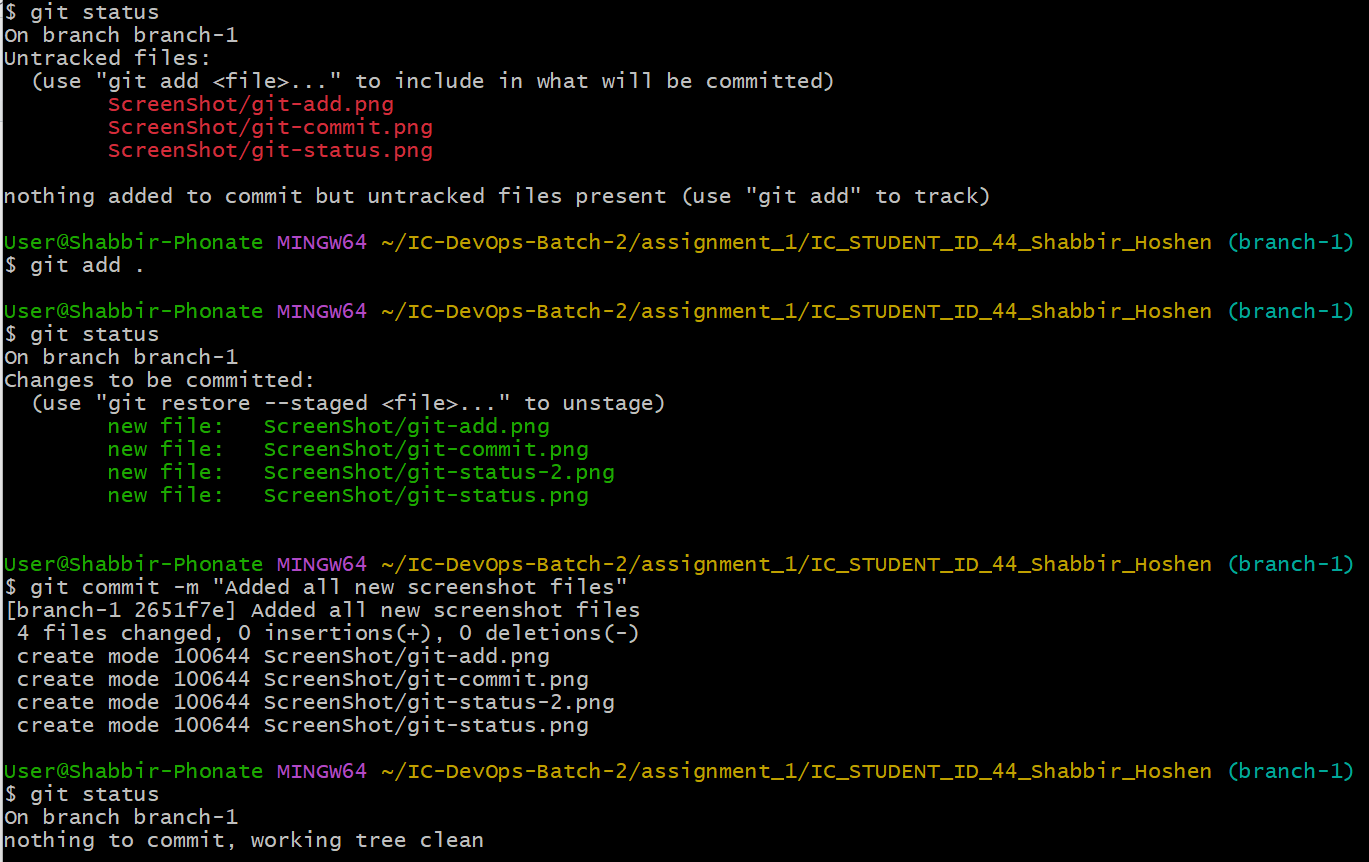 $ git status
On branch branch-1
Untracked files:
  (use "git add <file>..." to include in what will be committed)
        ScreenShot/git-add.png
        ScreenShot/git-commit.png
        ScreenShot/git-status.png

nothing added to commit but untracked files present (use "git add" to track)

User@Shabbir-Phonate MINGW64 ~/IC-DevOps-Batch-2/assignment_1/IC_STUDENT_ID_44_Shabbir_Hoshen (branch-1)
$ git add .

User@Shabbir-Phonate MINGW64 ~/IC-DevOps-Batch-2/assignment_1/IC_STUDENT_ID_44_Shabbir_Hoshen (branch-1)
$ git status
On branch branch-1
Changes to be committed:
  (use "git restore --staged <file>..." to unstage)
        new file:   ScreenShot/git-add.png
        new file:   ScreenShot/git-commit.png
        new file:   ScreenShot/git-status-2.png
        new file:   ScreenShot/git-status.png


User@Shabbir-Phonate MINGW64 ~/IC-DevOps-Batch-2/assignment_1/IC_STUDENT_ID_44_Shabbir_Hoshen (branch-1)
$ git commit -m "Added all new screenshot files"
[branch-1 2651f7e] Added all new screenshot files
 4 files changed, 0 insertions(+), 0 deletions(-)
 create mode 100644 ScreenShot/git-add.png
 create mode 100644 ScreenShot/git-commit.png
 create mode 100644 ScreenShot/git-status-2.png
 create mode 100644 ScreenShot/git-status.png

User@Shabbir-Phonate MINGW64 ~/IC-DevOps-Batch-2/assignment_1/IC_STUDENT_ID_44_Shabbir_Hoshen (branch-1)
$ git status
On branch branch-1
nothing to commit, working tree clean